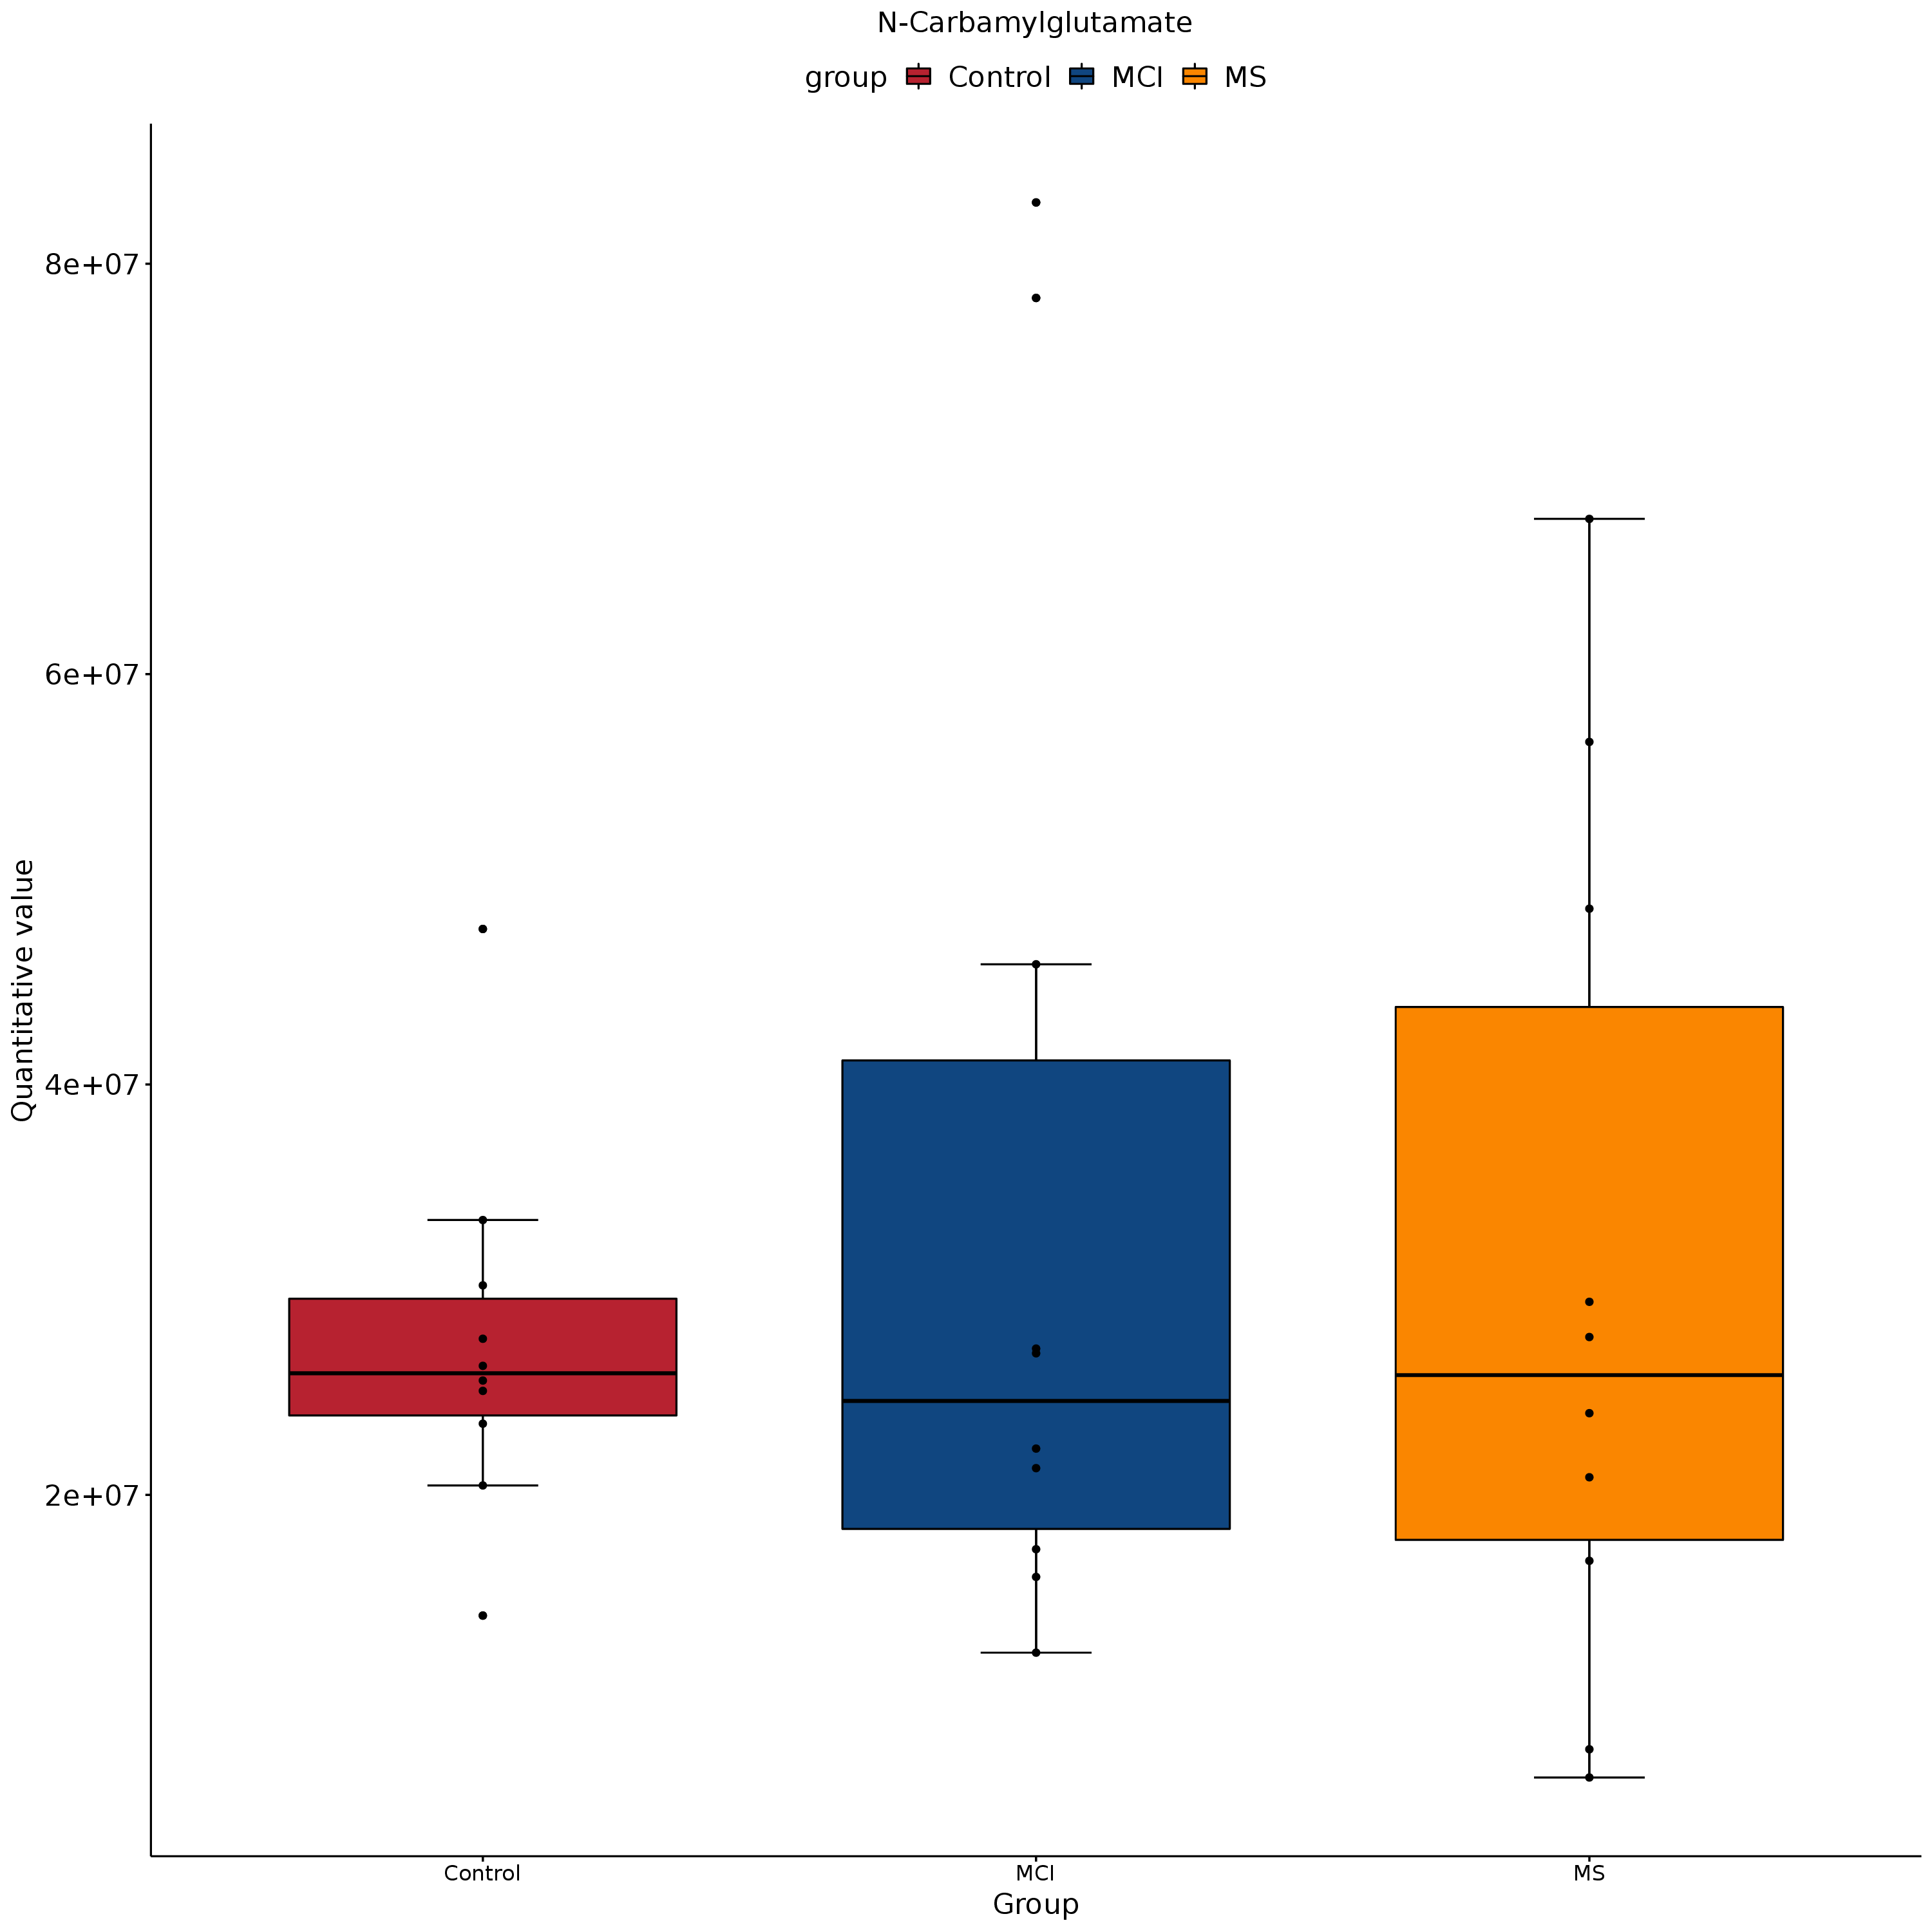 N-Carbamylglutamate
group Control MCI MS
8e+07
6e+07
4e+07
2e+07
Quantitative value
Control MCI MS
Group